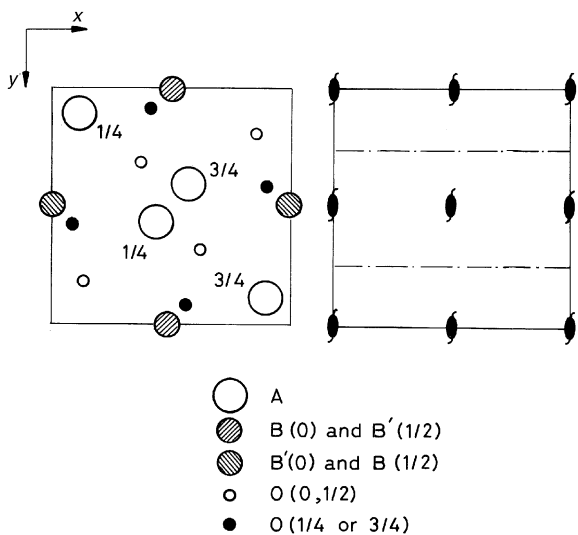 x
y
1/4
3/4
1/4
3/4
A
B (0) and B′(1/2)
B′(0) and B (1/2)
O (0,1/2)
O (1/4 or 3/4)